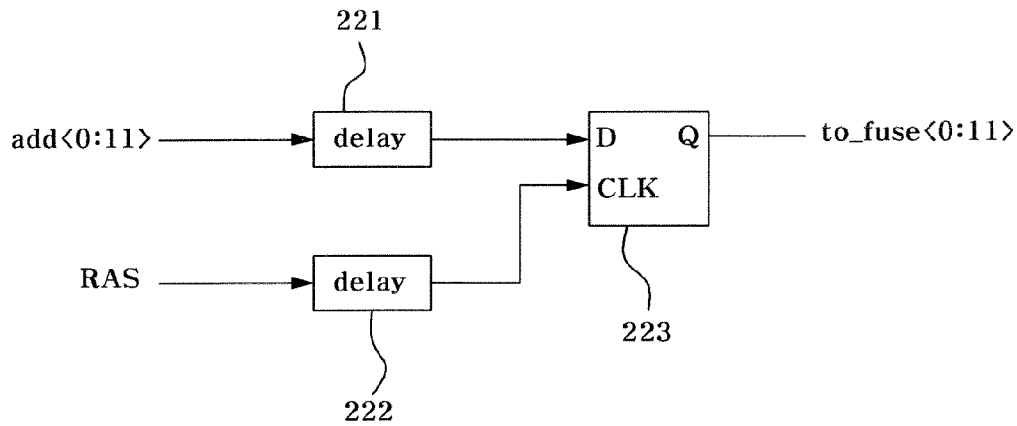 221
add<0:11>
delay
D
Q
to_fuse<0:11>
CLK
RAS
delay
223
222